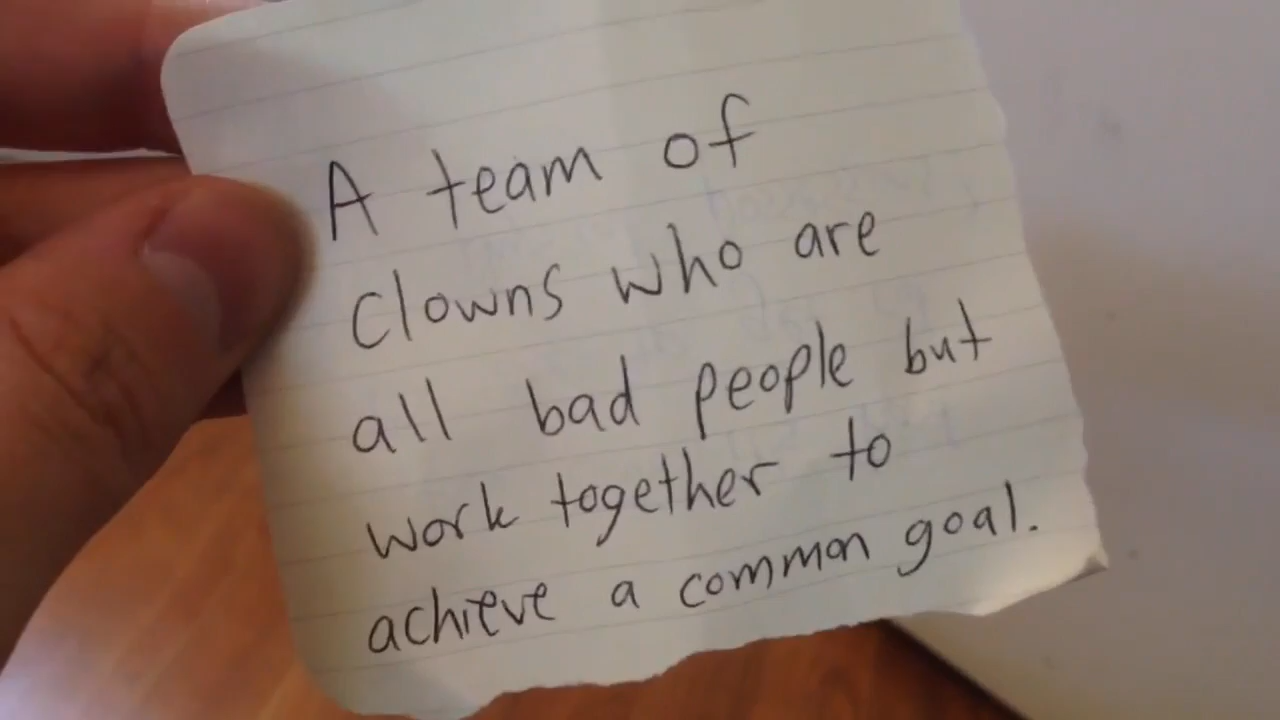 A team of
clowns who are
all bad people but
work together to
achieve a common goal.